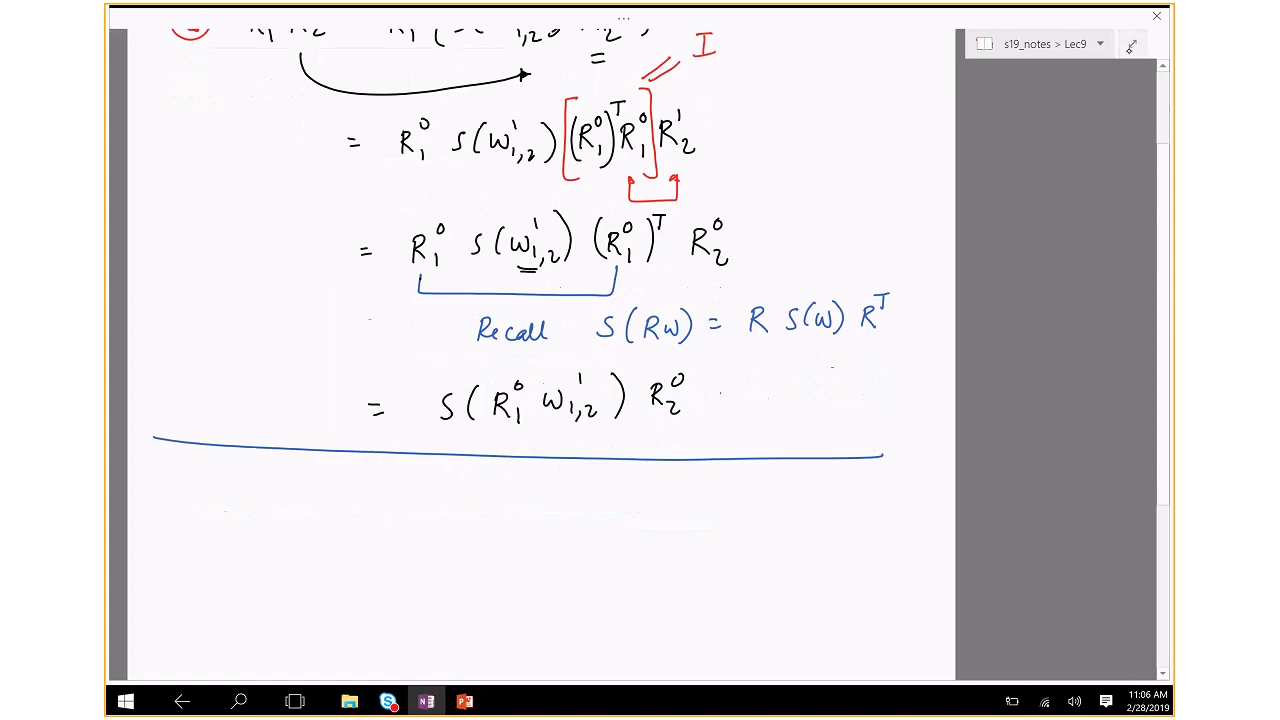 ...
s19_notes > Lec9
I
= R₁⁰ S(ω¹₁,₂) [(R₁⁰)ᵀ R₁⁰] R₂¹
= R₁⁰ S(ω¹₁,₂) (R₁⁰)ᵀ R₂⁰
Recall S(Rω) = R S(ω) Rᵀ
= S(R₁⁰ ω¹₁,₂) R₂⁰
11:06 AM
2/28/2019